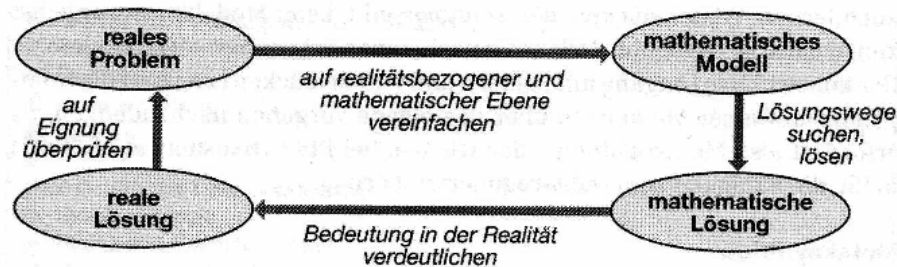 reales
Problem
mathematisches
Modell
auf realitätsbezogener und
mathematischer Ebene
vereinfachen
auf
Eignung
überprüfen
Lösungswege
suchen,
lösen
reale
Lösung
mathematische
Lösung
Bedeutung in der Realität
verdeutlichen